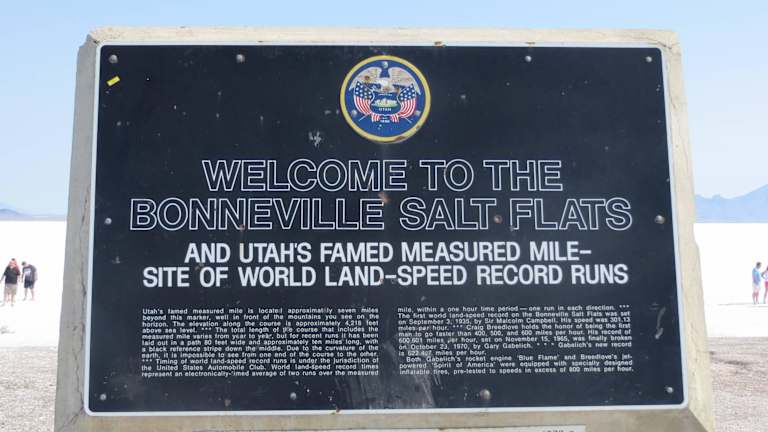 UTAH
WELCOME TO THE
BONNEVILLE SALT FLATS
AND UTAH'S FAMED MEASURED MILE–
SITE OF WORLD LAND–SPEED RECORD RUNS
Utah's famed measured mile is located approximatily seven miles
beyond this marker, well in front of the mountains you see on the
horizon. The elevation along the course is approximately 4,218 feet
above sea level. *** The total length of the course that includes the
measured mile varies from year to year, but for recent runs it has been
laid out in a path 80 feet wide and approximately ten miles' long, with
a black reference stripe down the middle. Due to the curvature of the
earth, it is impossible to see from one end of the course to the other.
*** Timing of world land-speed record runs is under the jurisdiction of
the United States Automobile Club. World land-speed record times
represent an electronically-timed average of two runs over the measured
mile, within a one hour time period — one run in each direction. ***
The first world land-speed record on the Bonneville Salt Flats was set
on September 3, 1935, by Sir Malcolm Campbell. His speed was 301.13
miles per hour. *** Craig Breedlove holds the honor of being the first
man to go faster than 400, 500, and 600 miles per hour. His record of
600.601 miles per hour, set on November 15, 1965, was finally broken
on October 23, 1970, by Gary Gabelich. *** Gabelich's new record
is 622.407 miles per hour.
Both Gabelich's rocket engine 'Blue Flame' and Breedlove's jet-
powered 'Spirit of America' were equipped with specially designed
inflatable tires, pre-tested to speeds in excess of 800 miles per hour.